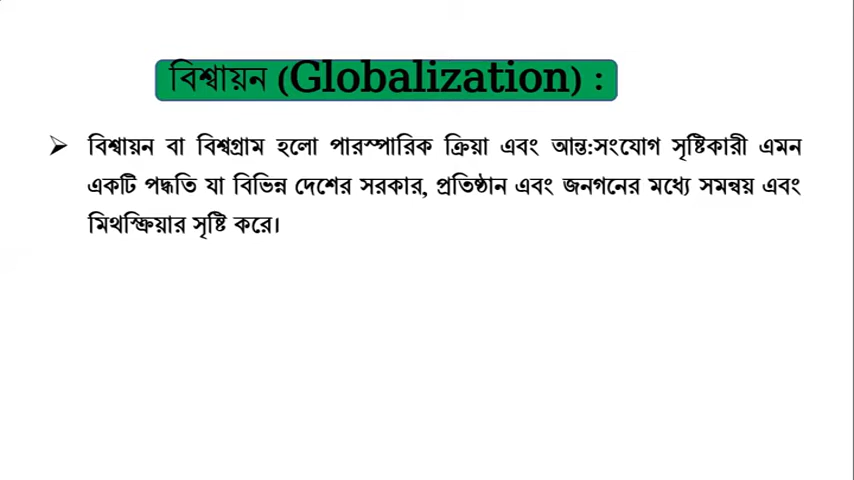 বিশ্বায়ন (Globalization) :
➢ বিশ্বায়ন বা বিশ্বগ্রাম হলো পারস্পারিক ক্রিয়া এবং আন্ত:সংযোগ সৃষ্টিকারী এমন
একটি পদ্ধতি যা বিভিন্ন দেশের সরকার, প্রতিষ্ঠান এবং জনগনের মধ্যে সমন্বয় এবং
মিথস্ক্রিয়ার সৃষ্টি করে।